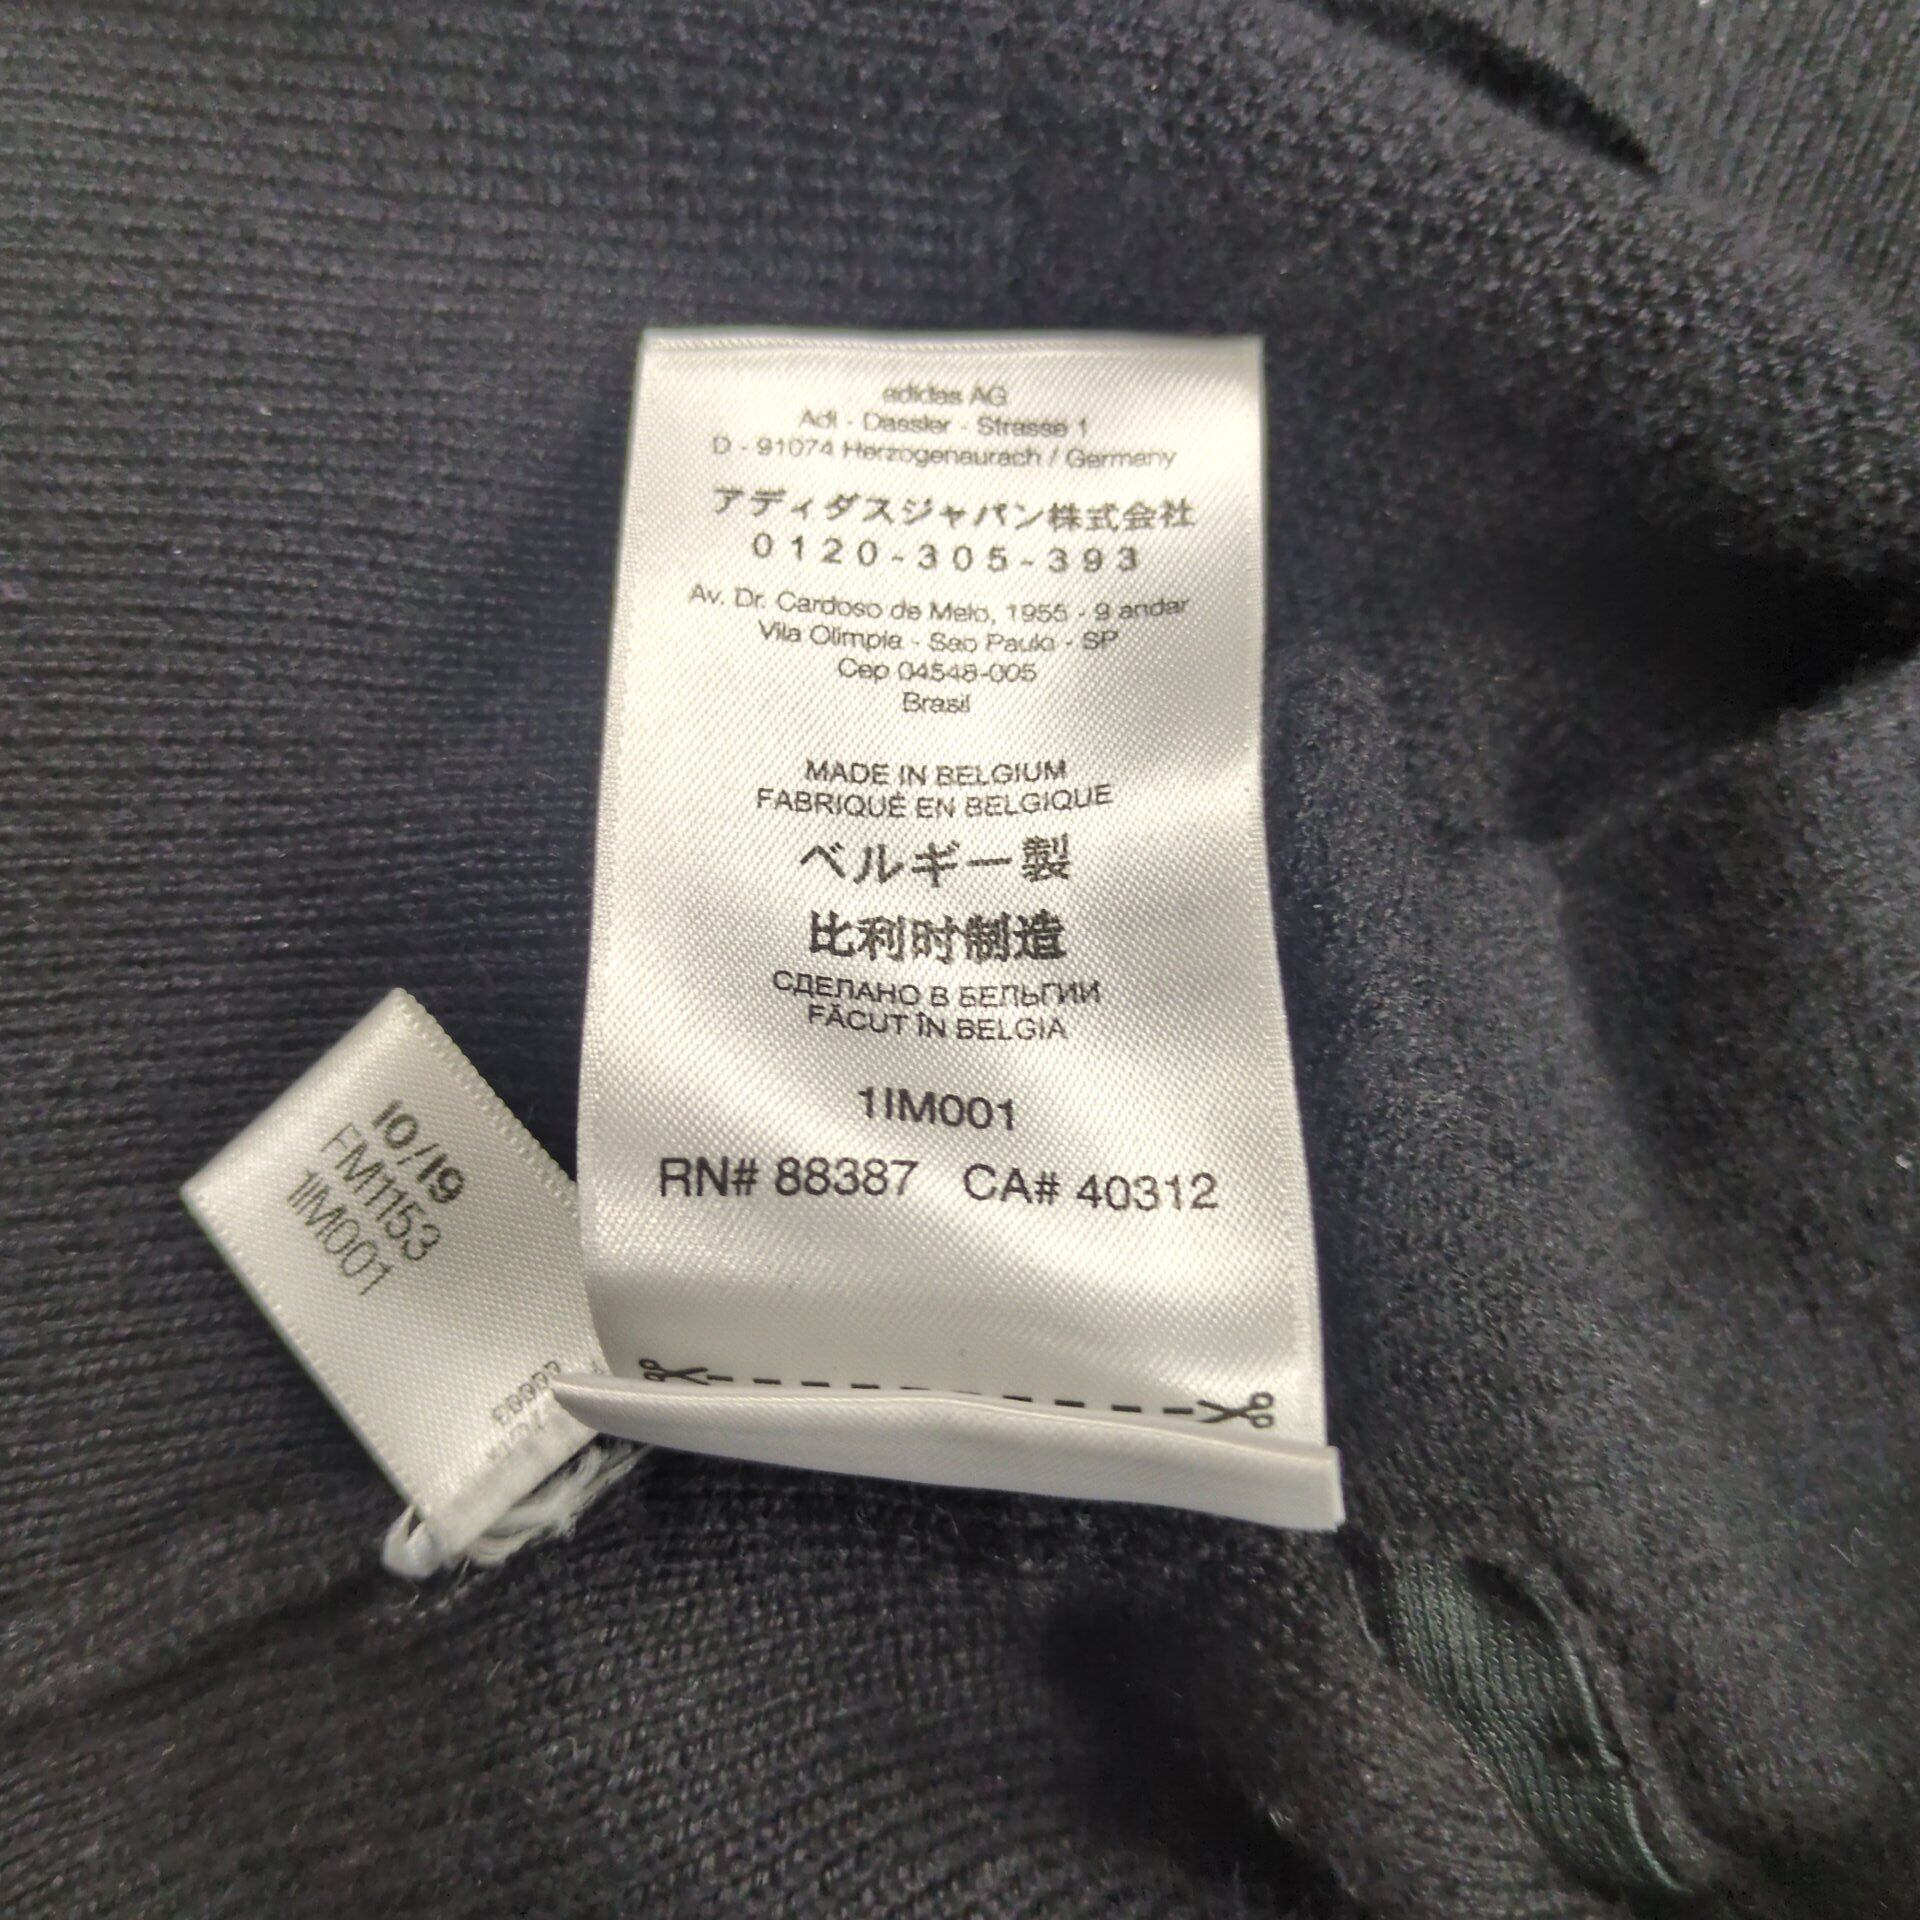 adidas AG
Adi - Dassler - Strasse 1
D - 91074 Herzogenaurach / Germany
アディダスジャパン株式会社
0120-305-393
Av. Dr. Cardoso de Melo, 1955 - 9 andar
Vila Olimpia - Sao Paulo - SP
Cep 04548-005
Brasil
MADE IN BELGIUM
FABRIQUÉ EN BELGIQUE
ベルギー製
比利时制造
СДЕЛАНО В БЕЛЬГИИ
FĂCUT ÎN BELGIA
1IM001
RN# 88387 CA# 40312
10/19
FM1153
1IM001